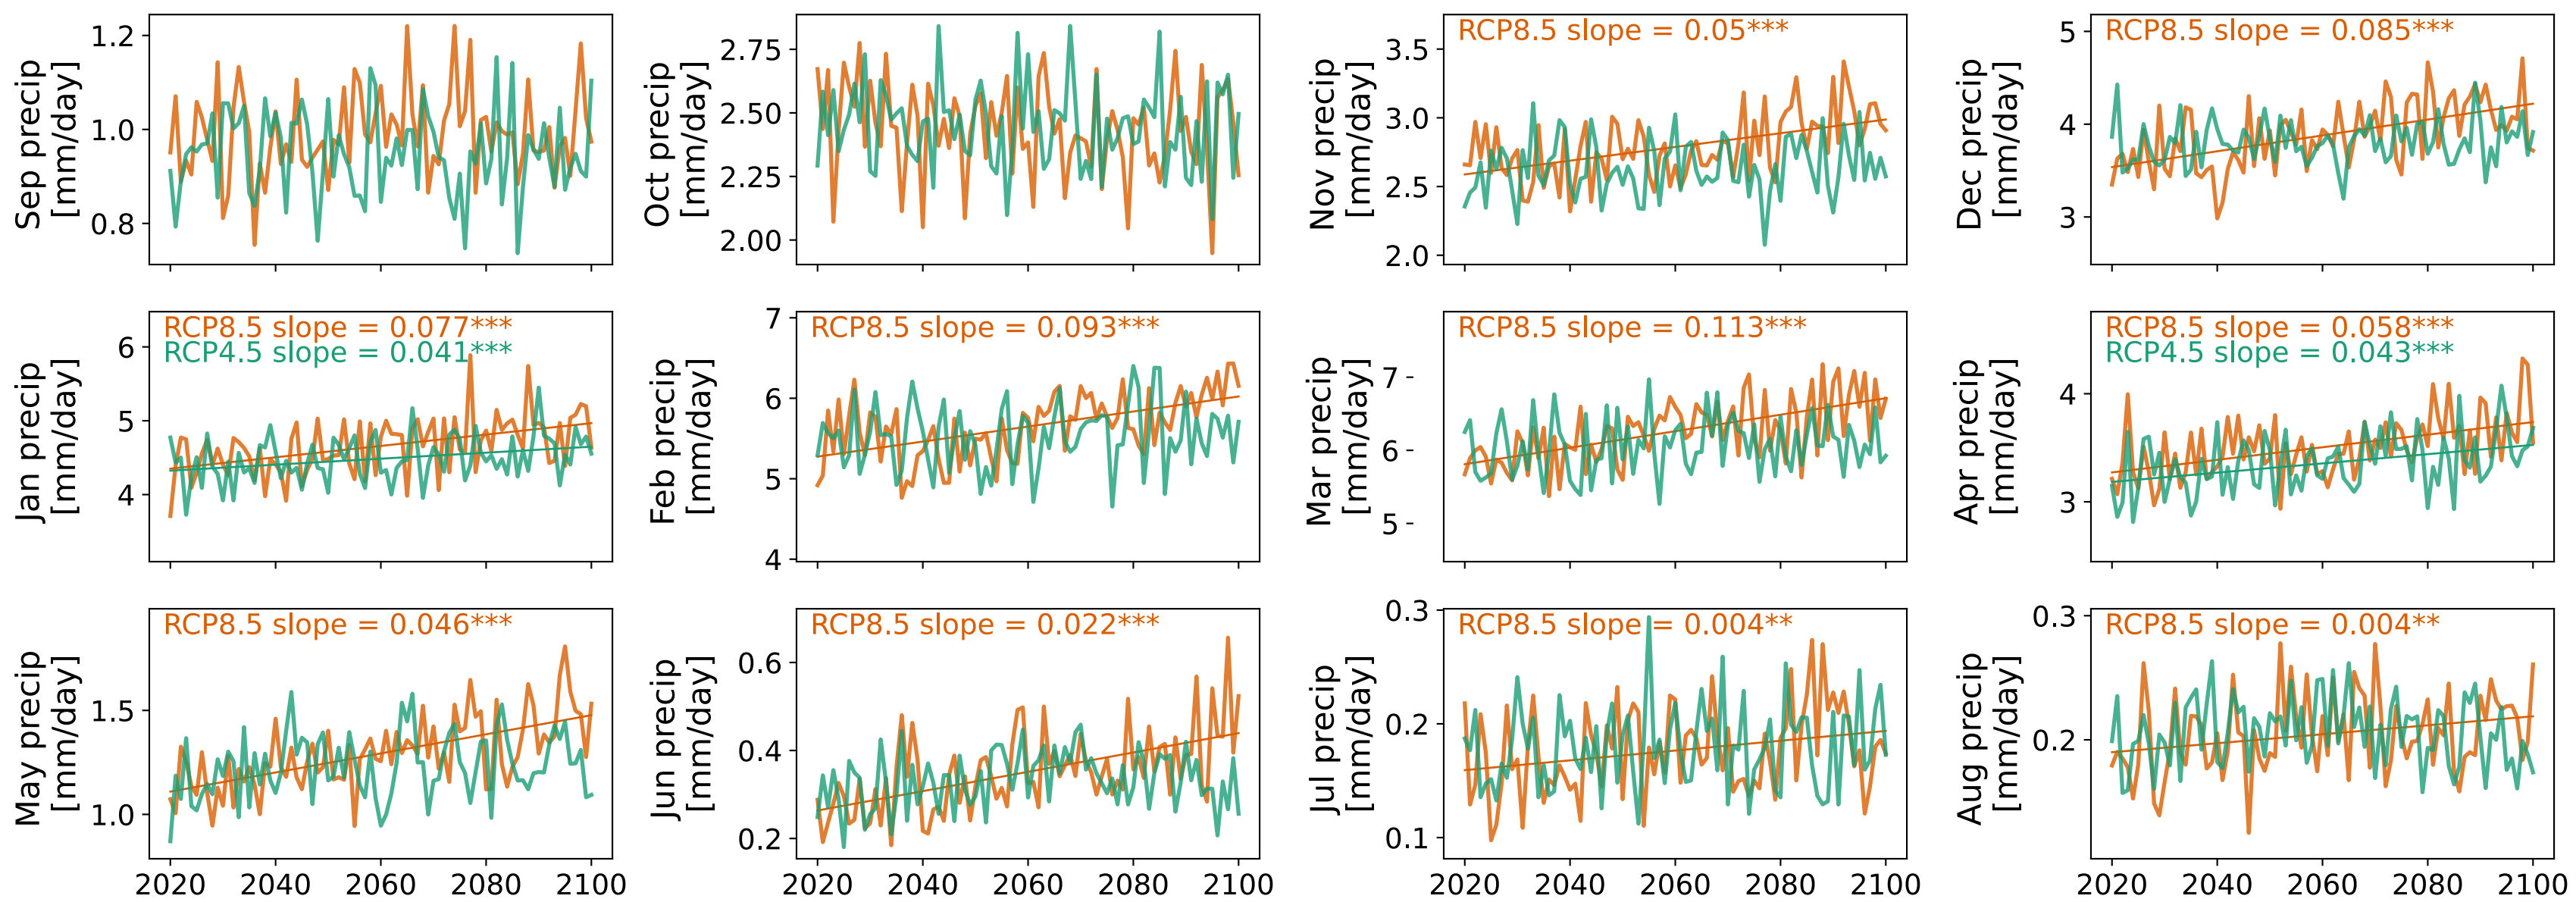 Sep precip
[mm/day]
1.2
1.0
0.8
Oct precip
[mm/day]
2.75
2.50
2.25
2.00
Nov precip
[mm/day]
3.5
3.0
2.5
2.0
RCP8.5 slope = 0.05***
Dec precip
[mm/day]
5
4
3
RCP8.5 slope = 0.085***
Jan precip
[mm/day]
6
5
4
RCP8.5 slope = 0.077***
RCP4.5 slope = 0.041***
Feb precip
[mm/day]
7
6
5
4
RCP8.5 slope = 0.093***
Mar precip
[mm/day]
7
6
5
RCP8.5 slope = 0.113***
Apr precip
[mm/day]
4
3
RCP8.5 slope = 0.058***
RCP4.5 slope = 0.043***
May precip
[mm/day]
1.5
1.0
RCP8.5 slope = 0.046***
2020 2040 2060 2080 2100
Jun precip
[mm/day]
0.6
0.4
0.2
RCP8.5 slope = 0.022***
2020 2040 2060 2080 2100
Jul precip
[mm/day]
0.3
0.2
0.1
RCP8.5 slope = 0.004**
2020 2040 2060 2080 2100
Aug precip
[mm/day]
0.3
0.2
RCP8.5 slope = 0.004**
2020 2040 2060 2080 2100